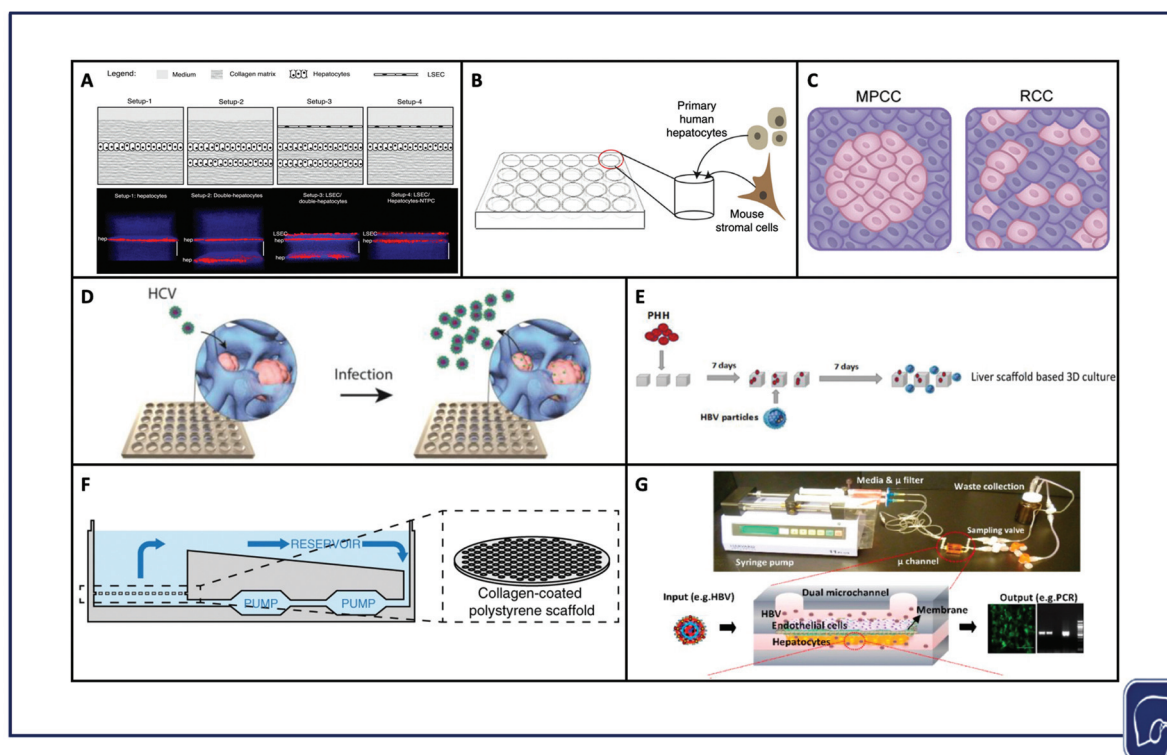 A
Legend: Medium Collagen matrix Hepatocytes LSEC
Setup-1 Setup-2 Setup-3 Setup-4
Setup-1: hepatocytes
Setup-2: Double-hepatocytes
Setup-3: LSEC/
double-hepatocytes
Setup-4: LSEC/
Hepatocytes-NTPC
LSEC
LSEC
hep
hep
hep
hep
hep
hep
B
Primary
human
hepatocytes
Mouse
stromal cells
C
MPCC
RCC
D
HCV
Infection
E
PHH
7 days
7 days
Liver scaffold based 3D culture
HBV particles
F
RESERVOIR
PUMP
PUMP
Collagen-coated
polystyrene scaffold
G
Media & µ filter
Waste collection
Sampling valve
µ channel
Syringe pump
Dual microchannel
Input (e.g.HBV)
HBV
Membrane
Endothelial cells
Hepatocytes
Output (e.g.PCR)